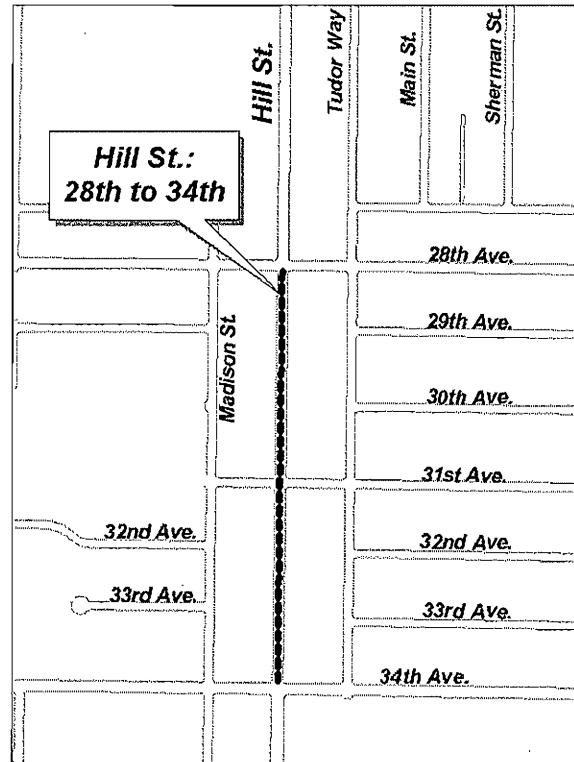 Hill St.
Tudor Way
Main St.
Sherman St.
Hill St.:
28th to 34th
28th Ave.
29th Ave.
Madison St.
30th Ave.
31st Ave.
32nd Ave.
32nd Ave.
33rd Ave.
33rd Ave.
34th Ave.